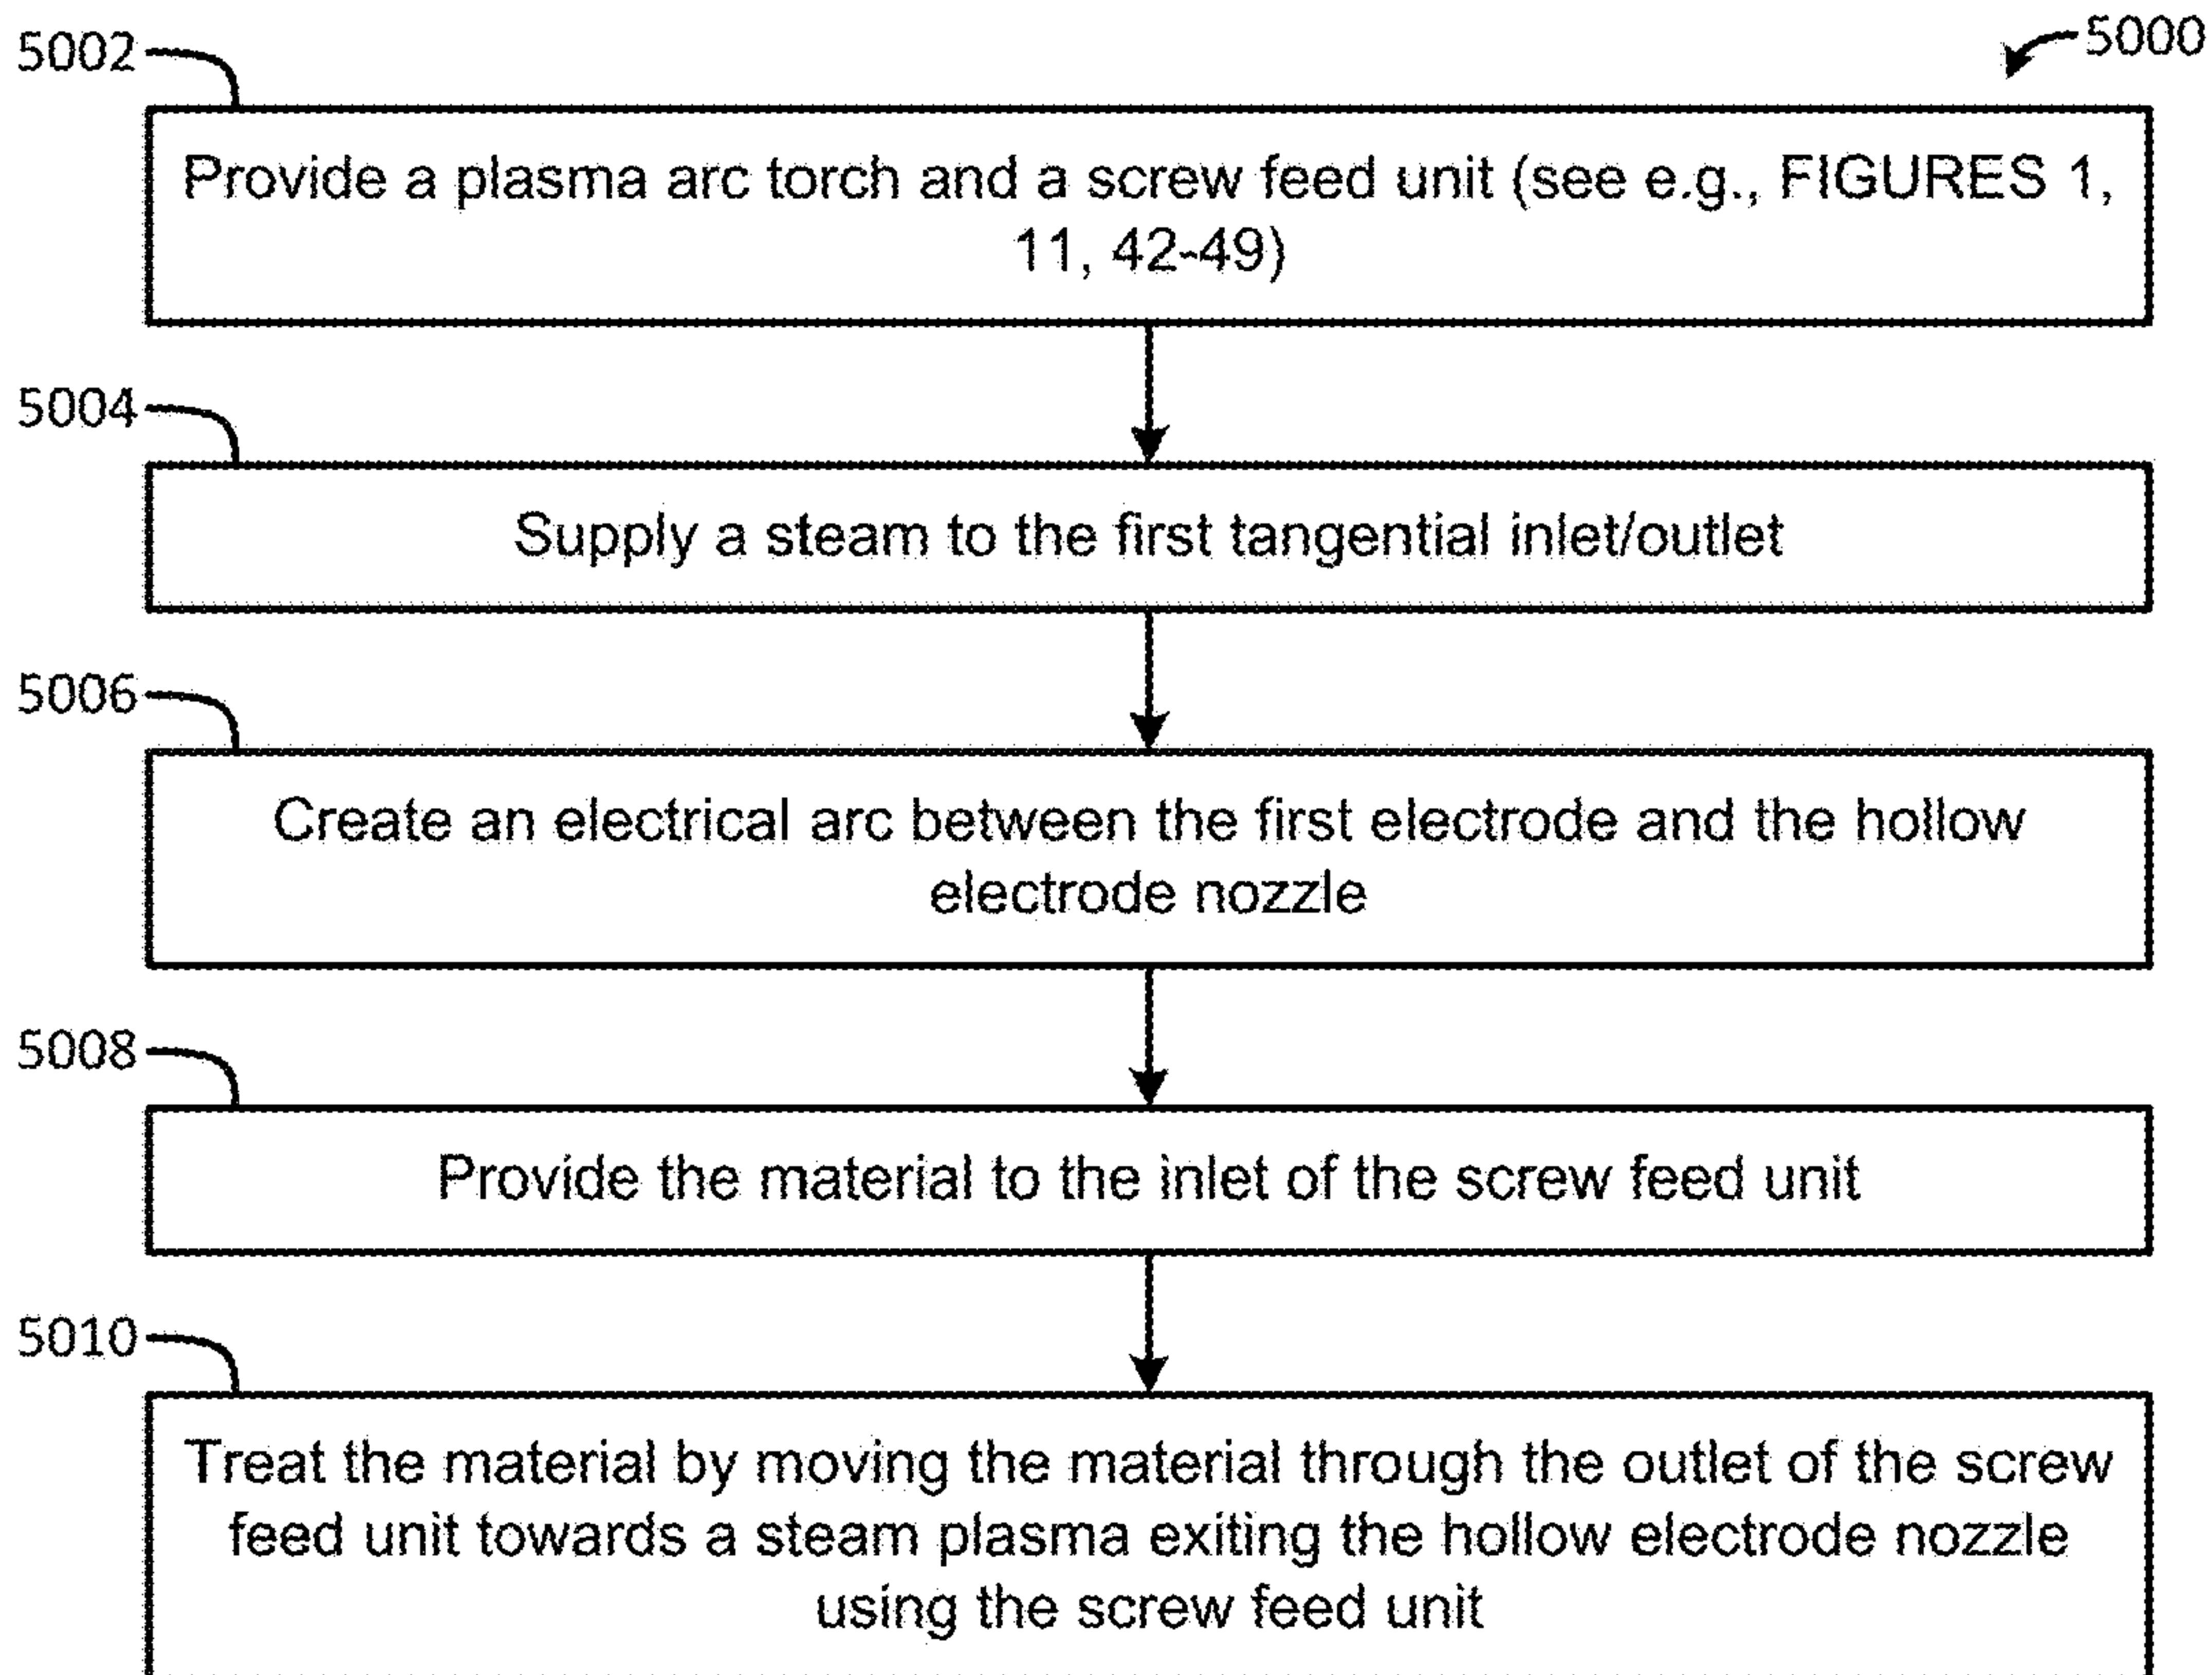 5002
5000
Provide a plasma arc torch and a screw feed unit (see e.g., FIGURES 1,
11, 42-49)
5004
Supply a steam to the first tangential inlet/outlet
5006
Create an electrical arc between the first electrode and the hollow
electrode nozzle
5008
Provide the material to the inlet of the screw feed unit
5010
Treat the material by moving the material through the outlet of the screw
feed unit towards a steam plasma exiting the hollow electrode nozzle
using the screw feed unit